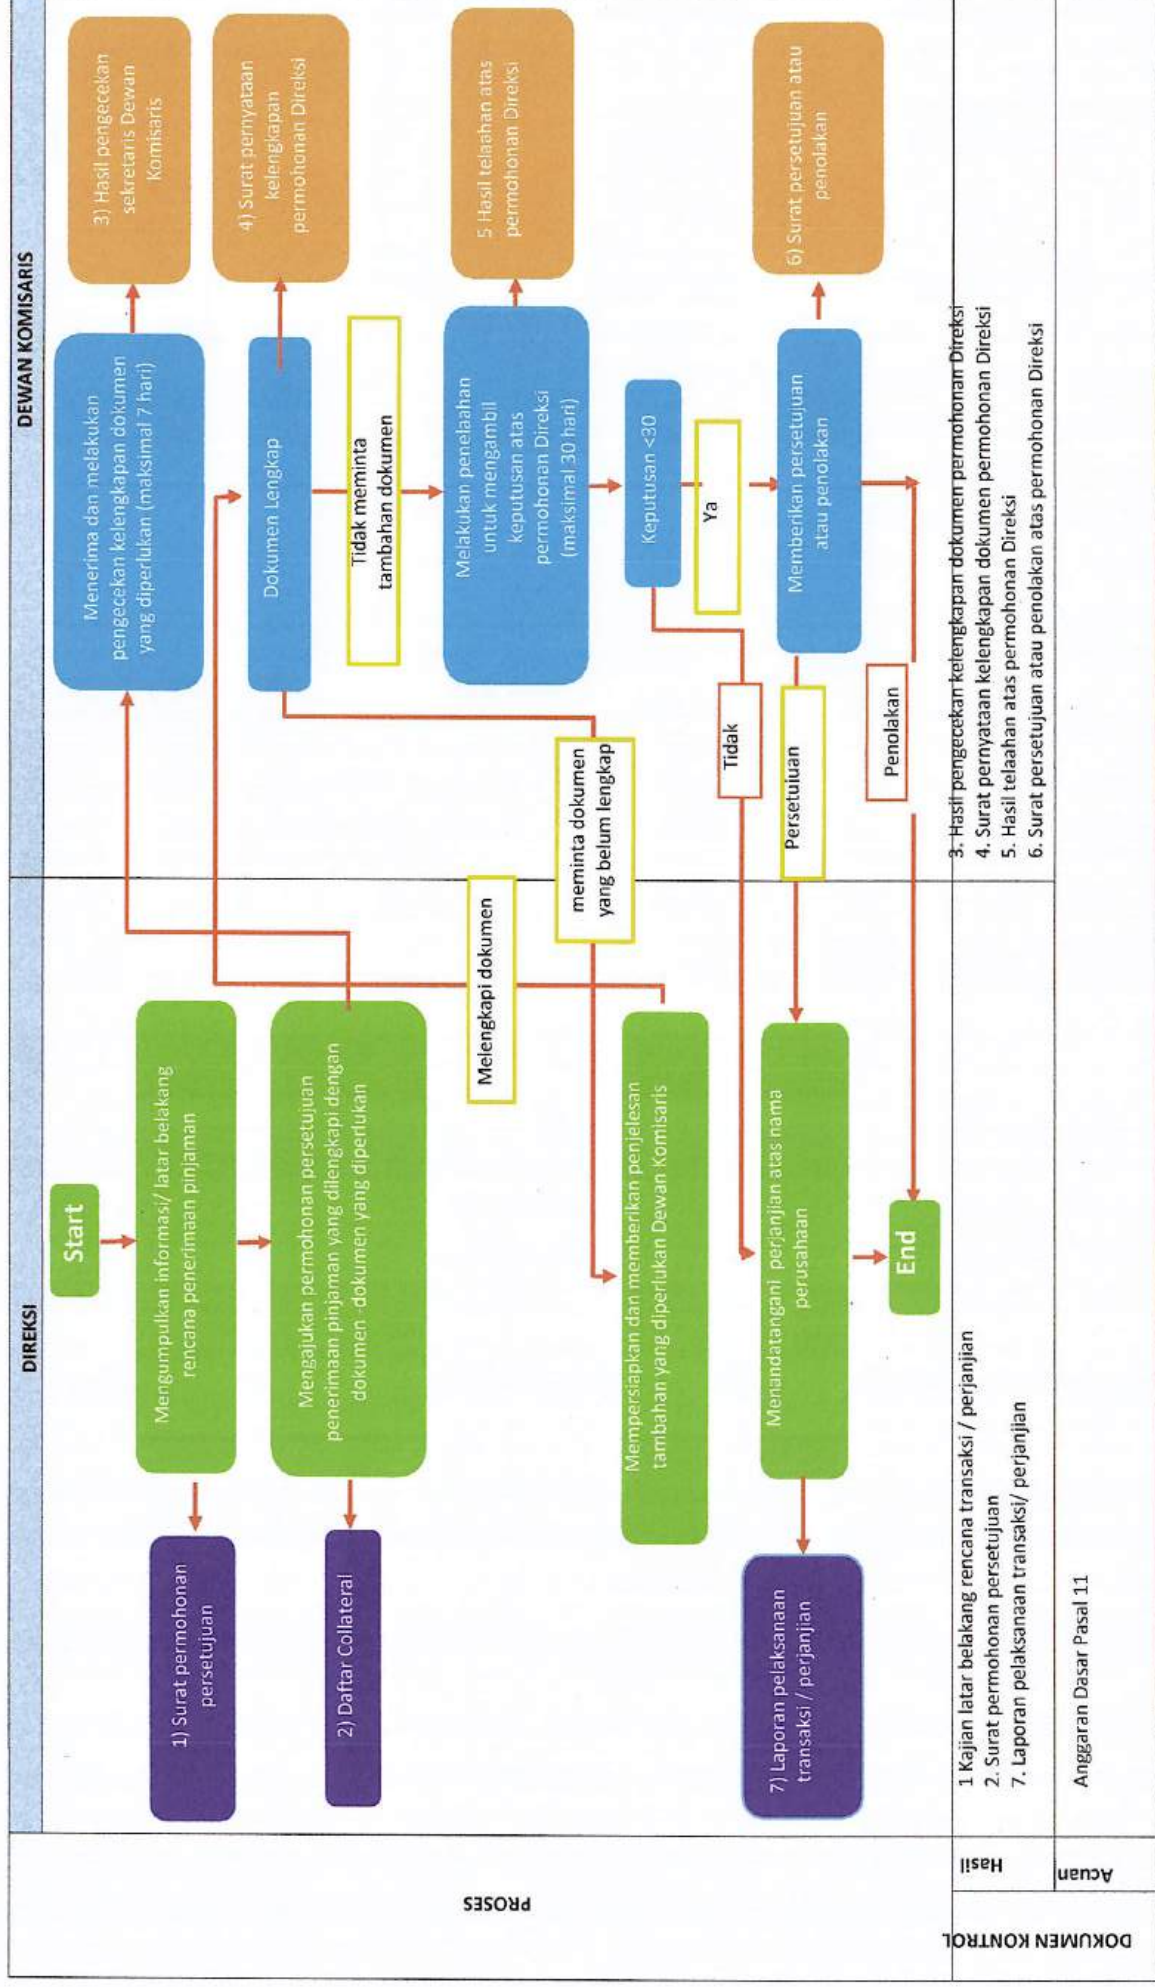 DIREKSI
DEWAN KOMISARIS
PROSES
Start
Mengumpulkan informasi/ latar belakang
rencana penerimaan pinjaman
1) Surat permohonan
persetujuan
Mengajukan permohonan persetujuan
penerimaan pinjaman yang dilengkapi dengan
dokumen -dokumen yang diperlukan
2) Daftar Collateral
Menerima dan melakukan
pengecekan kelengkapan dokumen
yang diperlukan (maksimal 7 hari)
3) Hasil pengecekan
sekretaris Dewan
Komisaris
Dokumen Lengkap
4) Surat pernyataan
kelengkapan
permohonan Direksi
Tidak meminta
tambahan dokumen
Melengkapi dokumen
meminta dokumen
yang belum lengkap
Mempersiapkan dan memberikan penjelesan
tambahan yang diperlukan Dewan Komisaris
Melakukan penelaahan
untuk mengambil
keputusan atas
permohonan Direksi
(maksimal 30 hari)
5 Hasil telaahan atas
permohonan Direksi
Keputusan <30
Ya
Tidak
Memberikan persetujuan
atau penolakan
6) Surat persetujuan atau
penolakan
Persetuiuan
Penolakan
Menandatangani perjanjian atas nama
perusahaan
7) Laporan pelaksanaan
transaksi / perjanjian
End
DOKUMEN KONTROL
Hasil
1 Kajian latar belakang rencana transaksi / perjanjian
2. Surat permohonan persetujuan
7. Laporan pelaksanaan transaksi/ perjanjian
3. Hasil pengecekan kelengkapan dokumen permohonan Direksi
4. Surat pernyataan kelengkapan dokumen permohonan Direksi
5. Hasil telaahan atas permohonan Direksi
6. Surat persetujuan atau penolakan atas permohonan Direksi
Acuan
Anggaran Dasar Pasal 11